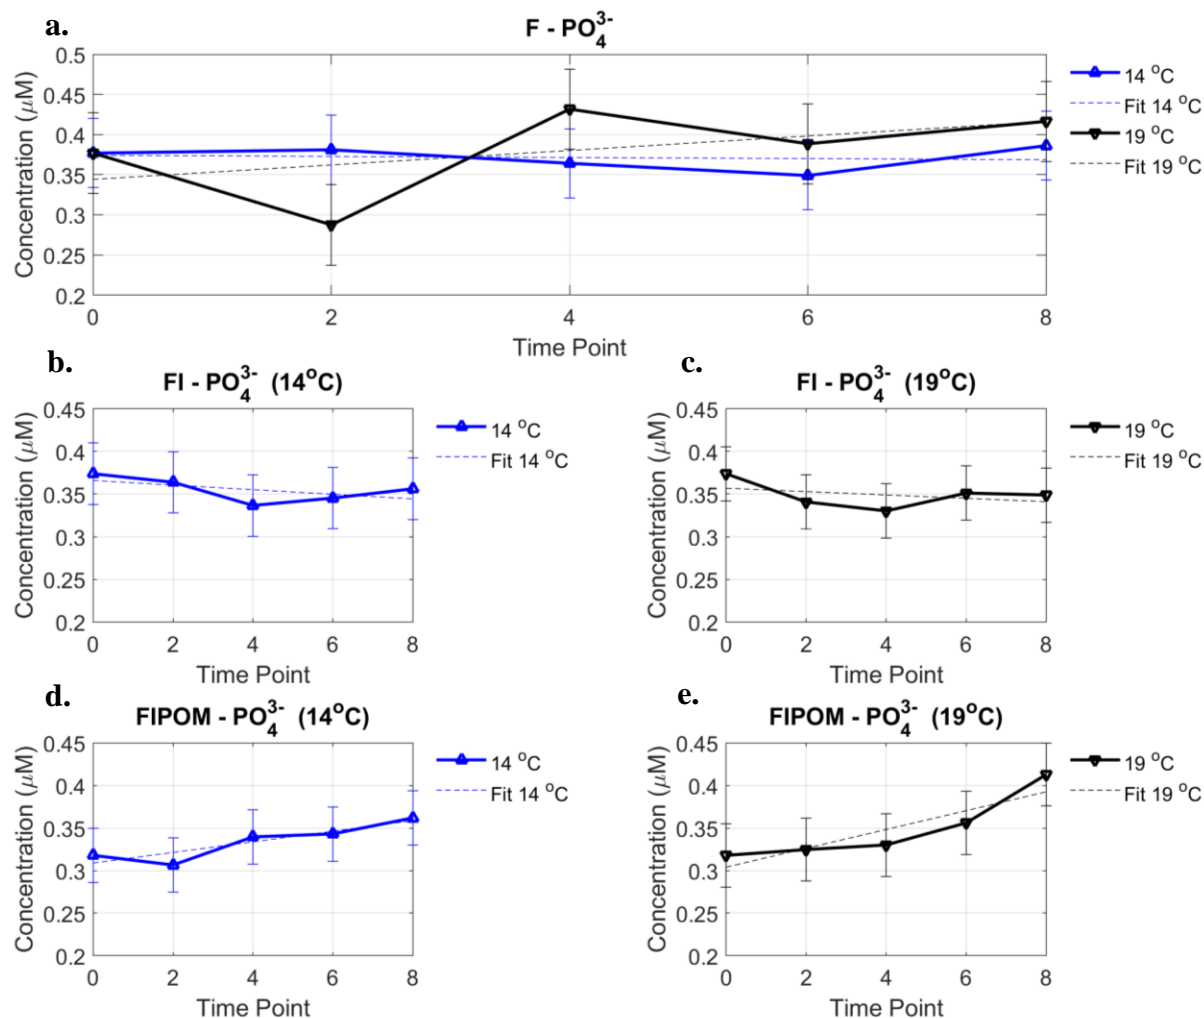 a.
F - PO₄³⁻
Concentration (μM)
0.5
0.45
0.4
0.35
0.3
0.25
0.2
0 2 4 6 8
Time Point
14 °C
Fit 14 °C
19 °C
Fit 19 °C
b.
FI - PO₄³⁻ (14°C)
Concentration (μM)
0.45
0.4
0.35
0.3
0.25
0.2
0 2 4 6 8
Time Point
14 °C
Fit 14 °C
c.
FI - PO₄³⁻ (19°C)
Concentration (μM)
0.45
0.4
0.35
0.3
0.25
0.2
0 2 4 6 8
Time Point
19 °C
Fit 19 °C
d.
FIPOM - PO₄³⁻ (14°C)
Concentration (μM)
0.45
0.4
0.35
0.3
0.25
0.2
0 2 4 6 8
Time Point
14 °C
Fit 14 °C
e.
FIPOM - PO₄³⁻ (19°C)
Concentration (μM)
0.45
0.4
0.35
0.3
0.25
0.2
0 2 4 6 8
Time Point
19 °C
Fit 19 °C